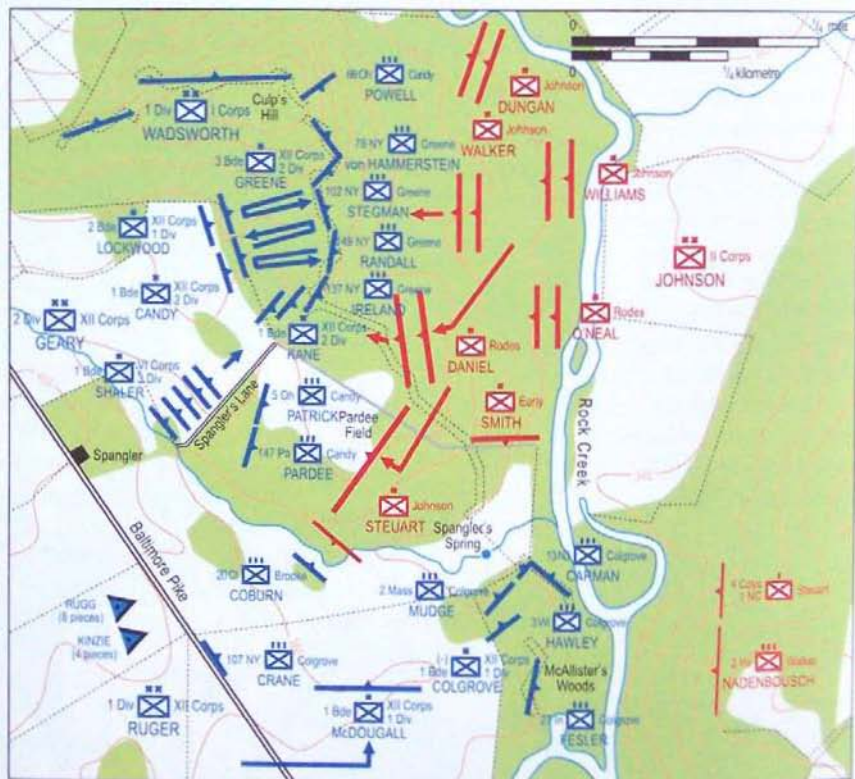 0 ¼ mile
0 ¼ kilometre
Culp's
Hill
1 Div I Corps
WADSWORTH
66 Oh Candy
POWELL
Johnson
DUNGAN
Johnson
WALKER
3 Bde XII Corps
2 Div
GREENE
78 NY Greene
von HAMMERSTEIN
102 NY Greene
STEGMAN
Johnson
WILLIAMS
2 Bde XII Corps
1 Div
LOCKWOOD
149 NY Greene
RANDALL
II Corps
JOHNSON
1 Bde XII Corps
2 Div
CANDY
137 NY Greene
IRELAND
2 Div XII Corps
GEARY
1 Bde XII Corps
2 Div
KANE
Rodes
DANIEL
Rodes
O'NEAL
1 Bde VI Corps
3 Div
SHALER
Spangler's Lane
5 Oh Candy
PATRICK
Pardee
Field
Early
SMITH
Rock Creek
Spangler
147 Pa Candy
PARDEE
Johnson
STEUART
Spangler's
Spring
Baltimore Pike
COBURN
2 Mass Colgrove
MUDGE
13 NJ Colgrove
CARMAN
Steuart
1 NC
RUGG
(6 pieces)
KINZIE
(4 pieces)
3 Wi Colgrove
HAWLEY
NADENBOUSCH
107 NY Colgrove
CRANE
(-) XII Corps
1 Bde 1 Div
COLGROVE
McAllister's
Woods
1 Div XII Corps
RUGER
1 Bde XII Corps
1 Div
McDOUGALL
Colgrove
FESLER